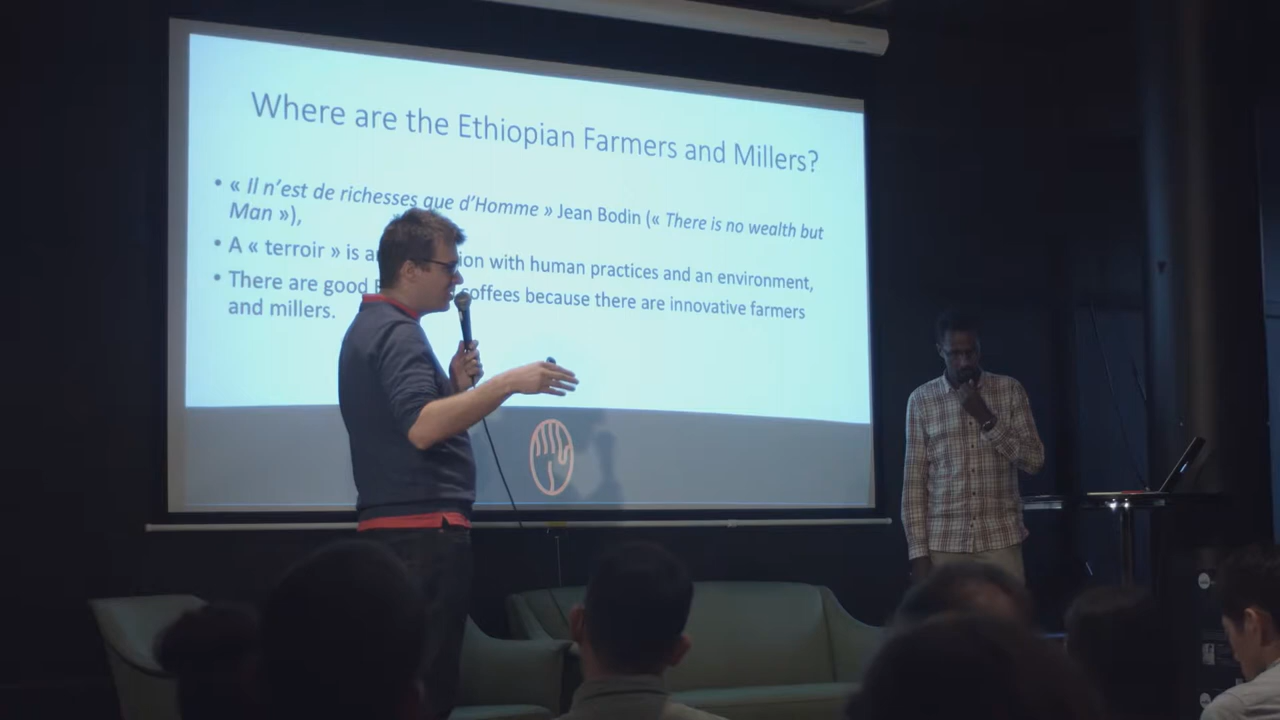 Where are the Ethiopian Farmers and Millers?
• « Il n'est de richesses que d'Homme » Jean Bodin (« There is no wealth but
Man »),
• A « terroir » is with human practices and an environment,
• There are good coffees because there are innovative farmers
and millers.